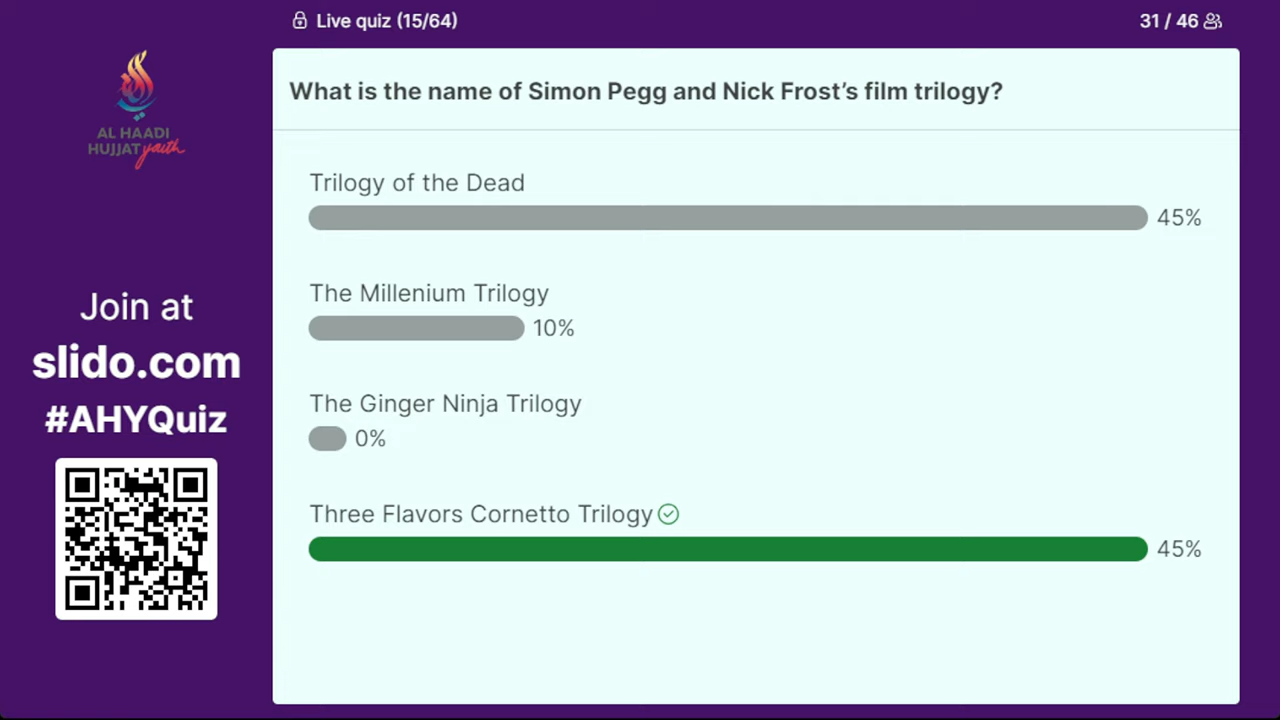 Live quiz (15/64)
31 / 46
AL HAADI
HUJJAT youth
Join at
slido.com
#AHYQuiz
What is the name of Simon Pegg and Nick Frost’s film trilogy?
Trilogy of the Dead
45%
The Millenium Trilogy
10%
The Ginger Ninja Trilogy
0%
Three Flavors Cornetto Trilogy
45%